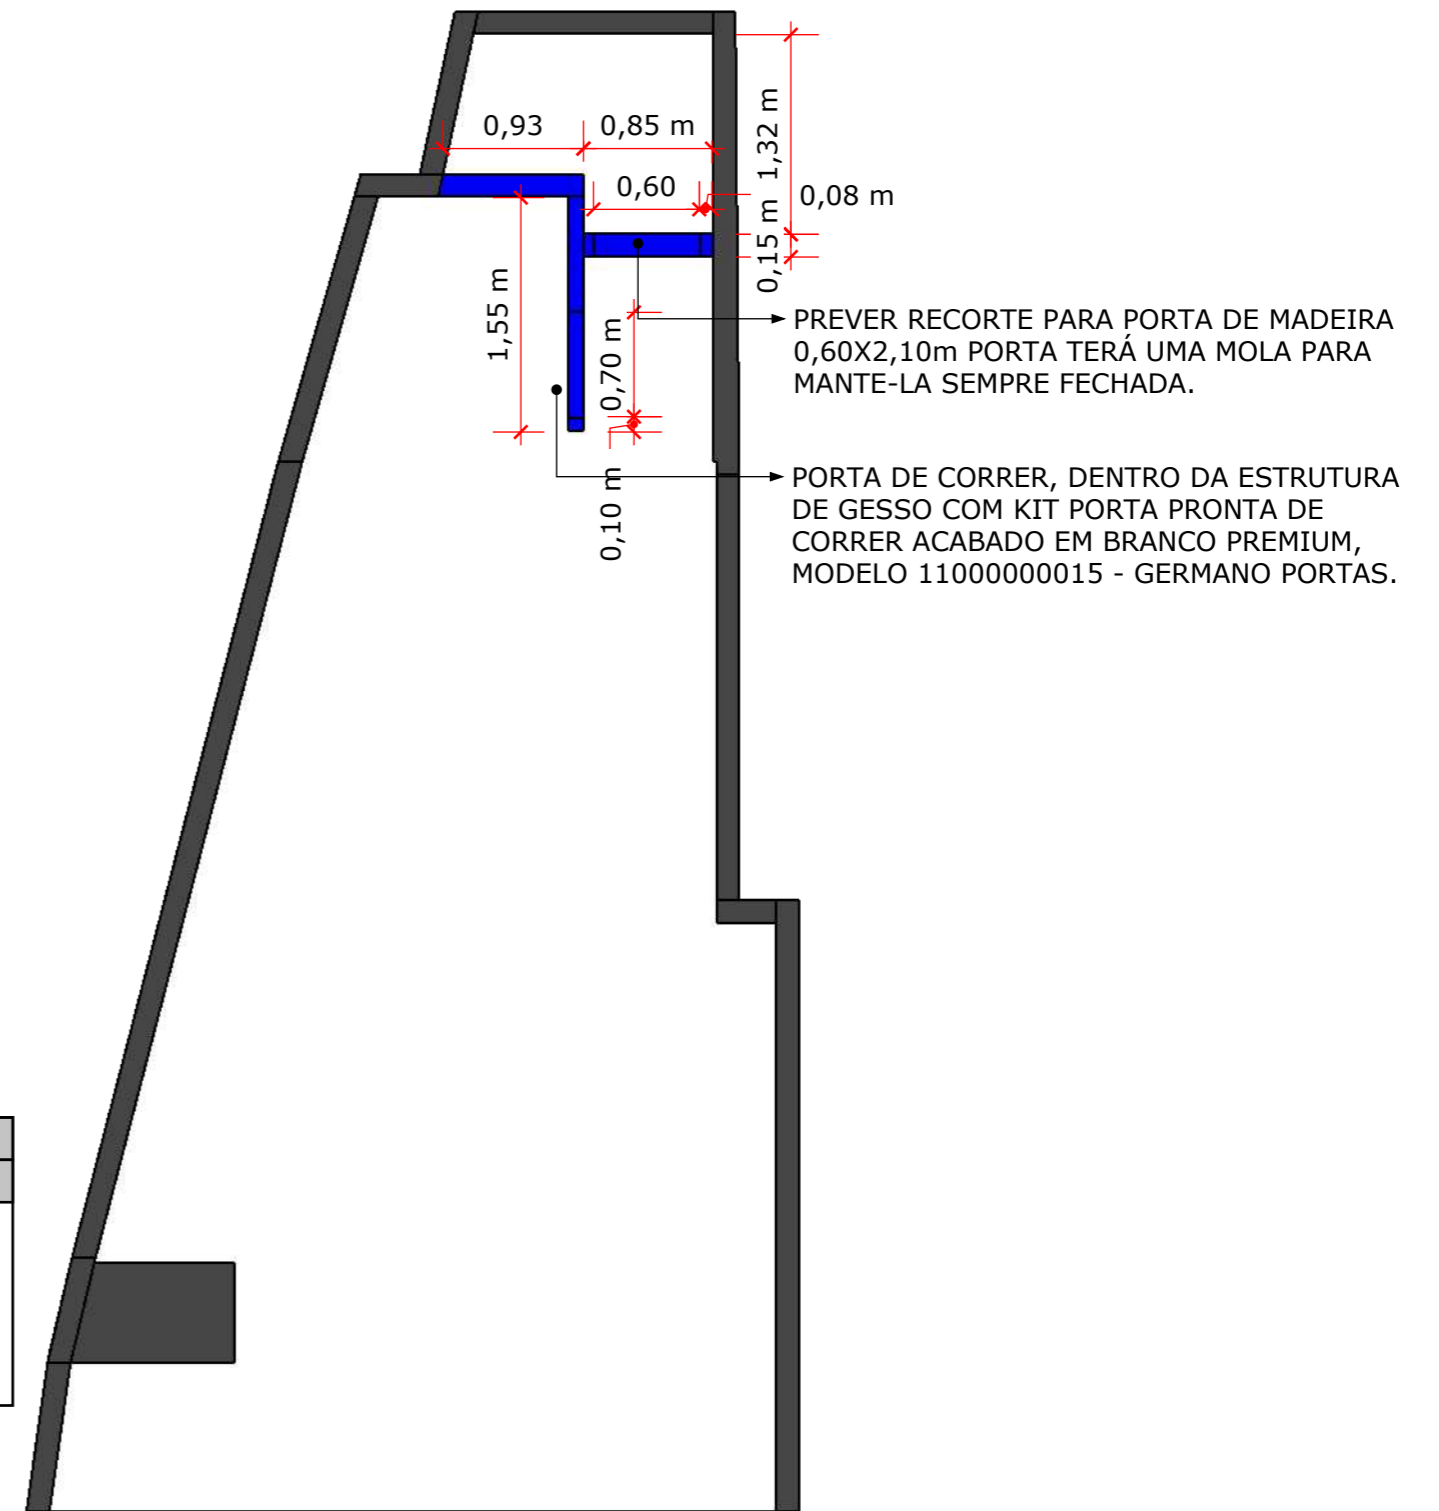 0,93
0,85 m
1,32 m
0,60
0,08 m
0,15 m
1,55 m
0,70 m
0,10 m
PREVER RECORTE PARA PORTA DE MADEIRA
0,60X2,10m PORTA TERÁ UMA MOLA PARA
MANTE-LA SEMPRE FECHADA.
PORTA DE CORRER, DENTRO DA ESTRUTURA
DE GESSO COM KIT PORTA PRONTA DE
CORRER ACABADO EM BRANCO PREMIUM,
MODELO 11000000015 - GERMANO PORTAS.